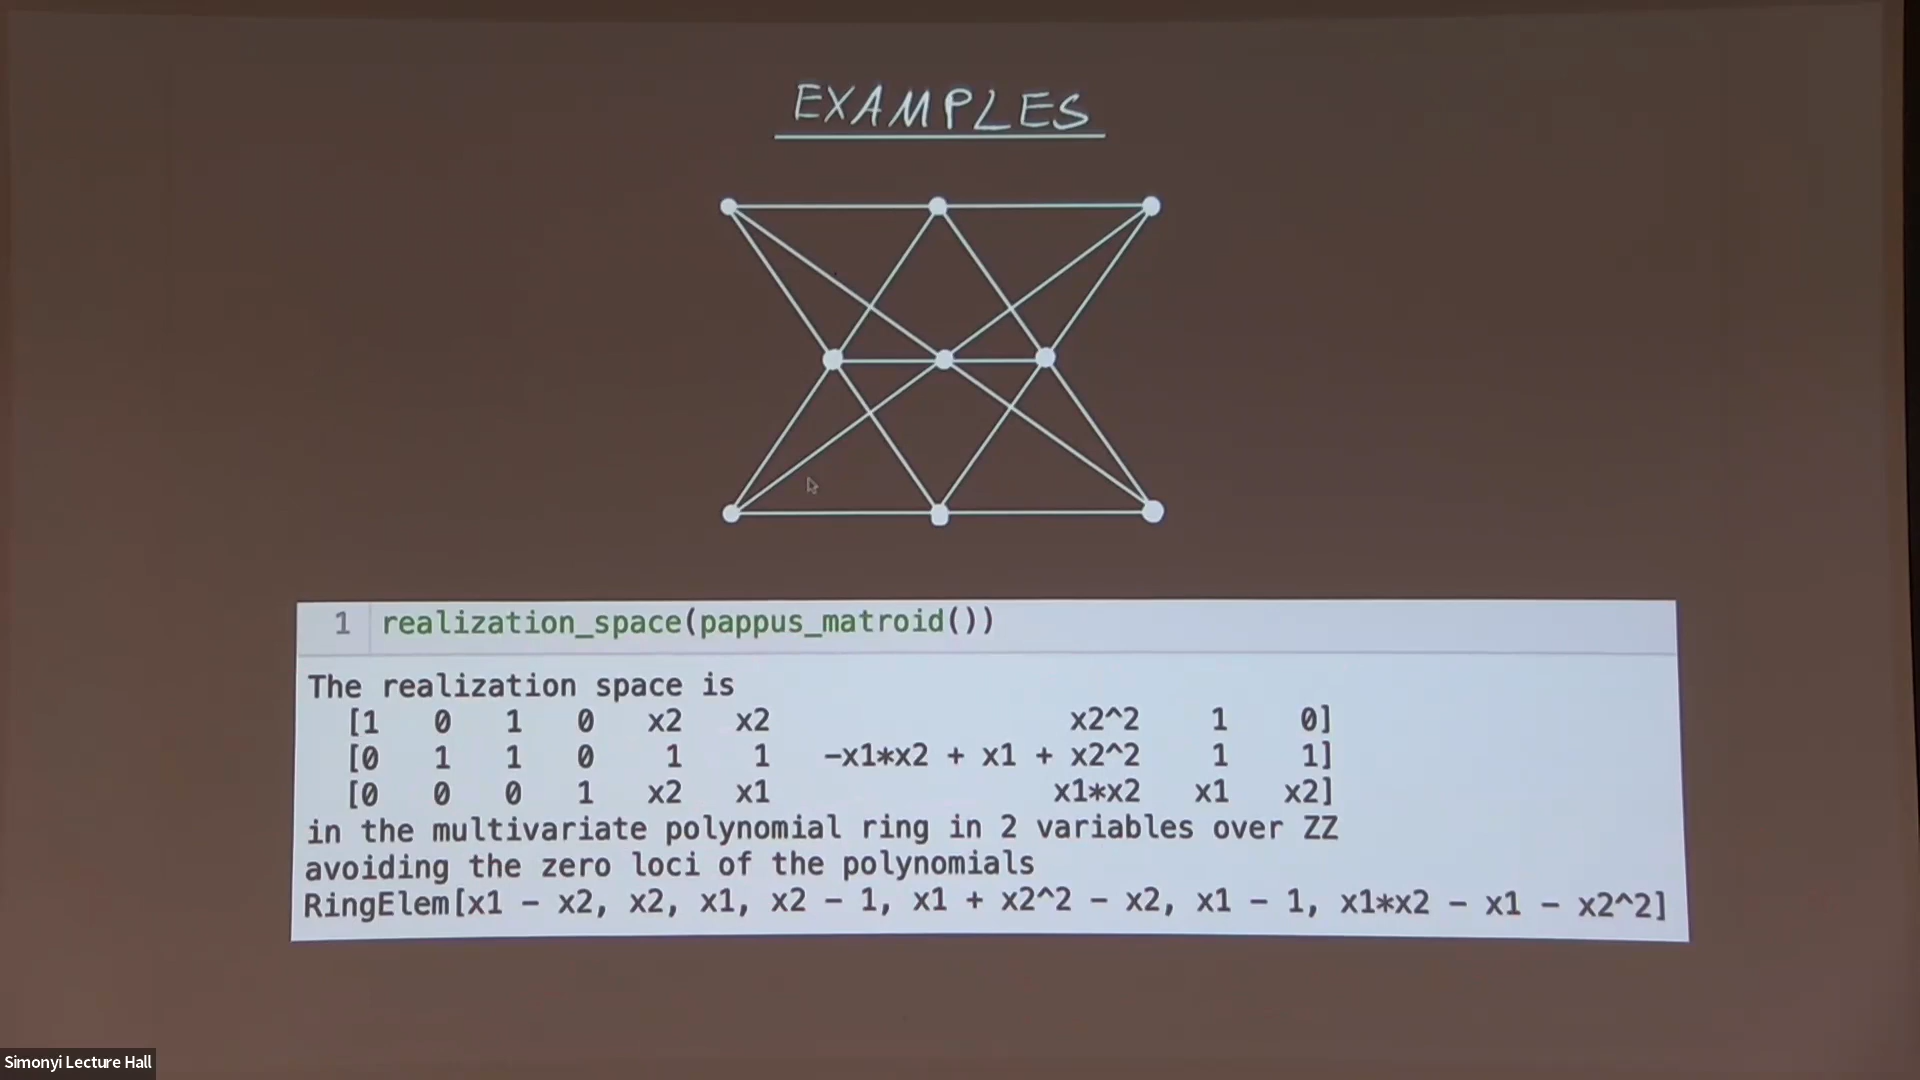 EXAMPLES
1 realization_space(pappus_matroid())
The realization space is
[1 0 1 0 x2 x2 x2^2 1 0]
[0 1 1 0 1 1 -x1*x2 + x1 + x2^2 1 1]
[0 0 0 1 x2 x1 x1*x2 x1 x2]
in the multivariate polynomial ring in 2 variables over ZZ
avoiding the zero loci of the polynomials
RingElem[x1 - x2, x2, x1, x2 - 1, x1 + x2^2 - x2, x1 - 1, x1*x2 - x1 - x2^2]
Simonyi Lecture Hall